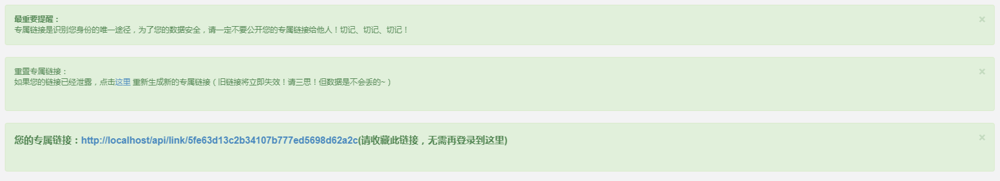 最重要提醒：
专属链接是识别您身份的唯一途径，为了您的数据安全，请一定不要公开您的专属链接给他人！切记、切记、切记！
重置专属链接：
如果您的链接已经泄露，点击这里 重新生成新的专属链接（旧链接将立即失效！请三思！但数据是不会丢的~）
您的专属链接：http://localhost/api/link/5fe63d13c2b34107b777ed5698d62a2c(请收藏此链接，无需再登录到这里)